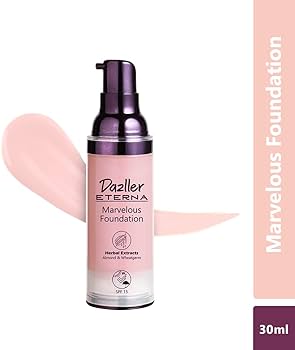 Dazller
ETERNA
Marvelous
Foundation
Herbal Extracts
Almond & Wheatgerm
SPF 15
Marvelous Foundation
30ml